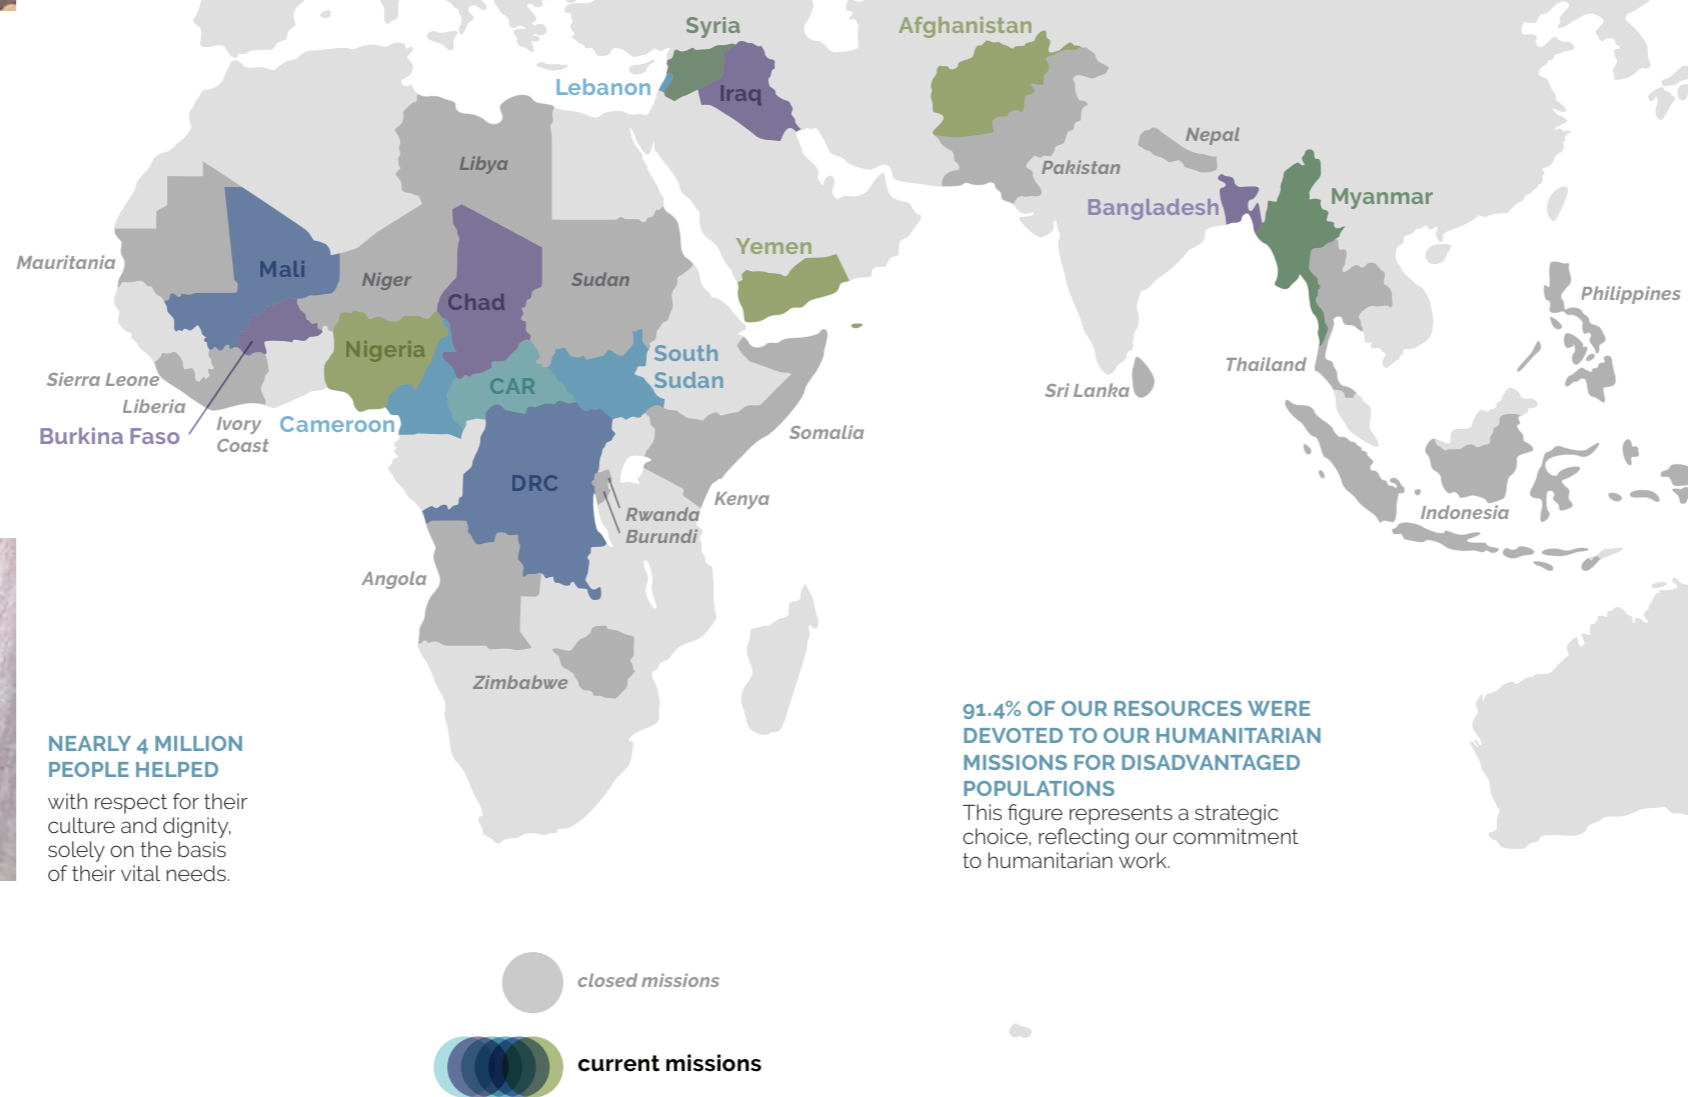 Syria
Afghanistan
Lebanon
Iraq
Nepal
Libya
Pakistan
Myanmar
Bangladesh
Yemen
Mauritania
Mali
Niger
Sudan
Chad
Philippines
Nigeria
South
Sudan
Thailand
Sierra Leone
CAR
Sri Lanka
Liberia
Burkina Faso
Ivory
Coast
Cameroon
Somalia
DRC
Kenya
Rwanda
Burundi
Indonesia
Angola
Zimbabwe
NEARLY 4 MILLION
PEOPLE HELPED
with respect for their
culture and dignity,
solely on the basis
of their vital needs.
91.4% OF OUR RESOURCES WERE
DEVOTED TO OUR HUMANITARIAN
MISSIONS FOR DISADVANTAGED
POPULATIONS
This figure represents a strategic
choice, reflecting our commitment
to humanitarian work.
closed missions
current missions